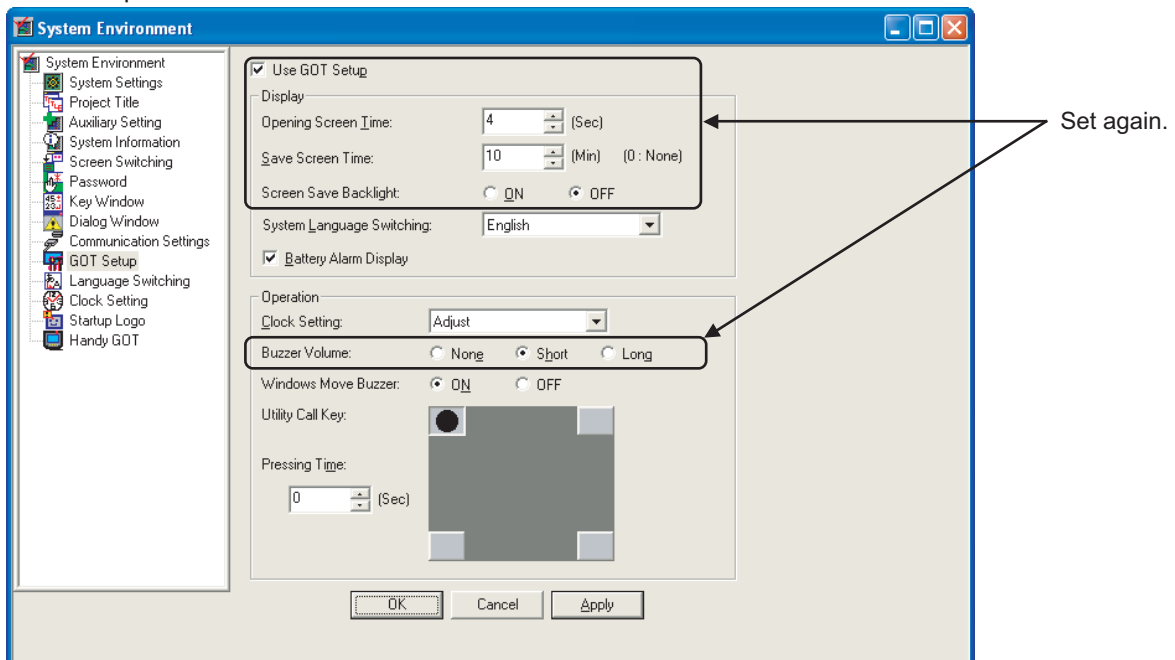 System Environment
System Environment
System Settings
Project Title
Auxiliary Setting
System Information
Screen Switching
Password
Key Window
Dialog Window
Communication Settings
GOT Setup
Language Switching
Clock Setting
Startup Logo
Handy GOT
Use GOT Setup
Display
Opening Screen Time: 4 (Sec)
Save Screen Time: 10 (Min) (0 : None)
Screen Save Backlight: ON OFF
System Language Switching: English
Battery Alarm Display
Operation
Clock Setting: Adjust
Buzzer Volume: None Short Long
Windows Move Buzzer: ON OFF
Utility Call Key:
Pressing Time:
0 (Sec)
OK Cancel Apply
Set again.